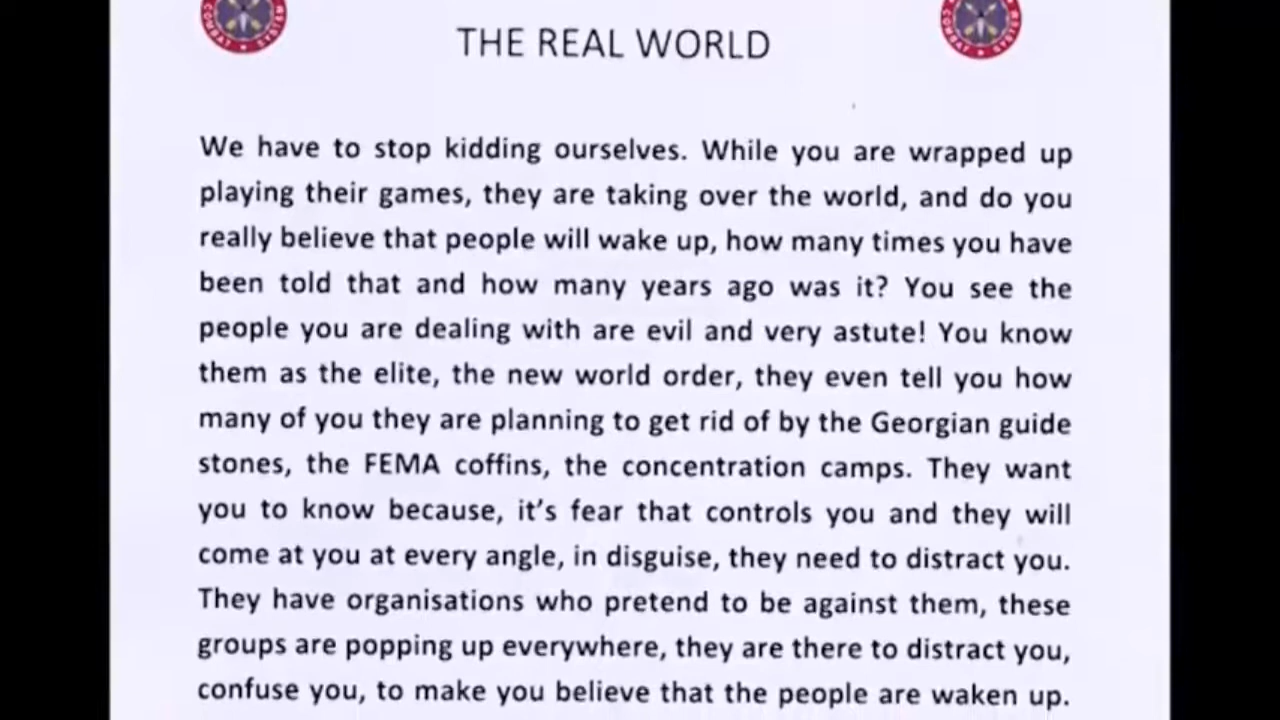 THE REAL WORLD
COMBAT ★ SYSTEM
COMBAT ★ SYSTEM
We have to stop kidding ourselves. While you are wrapped up
playing their games, they are taking over the world, and do you
really believe that people will wake up, how many times you have
been told that and how many years ago was it? You see the
people you are dealing with are evil and very astute! You know
them as the elite, the new world order, they even tell you how
many of you they are planning to get rid of by the Georgian guide
stones, the FEMA coffins, the concentration camps. They want
you to know because, it's fear that controls you and they will
come at you at every angle, in disguise, they need to distract you.
They have organisations who pretend to be against them, these
groups are popping up everywhere, they are there to distract you,
confuse you, to make you believe that the people are waken up.